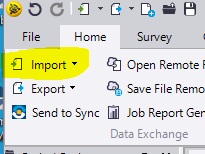 File Home Survey
Import Open Remote
Export Save File Remo
Send to Sync Job Report Gen
Data Exchange